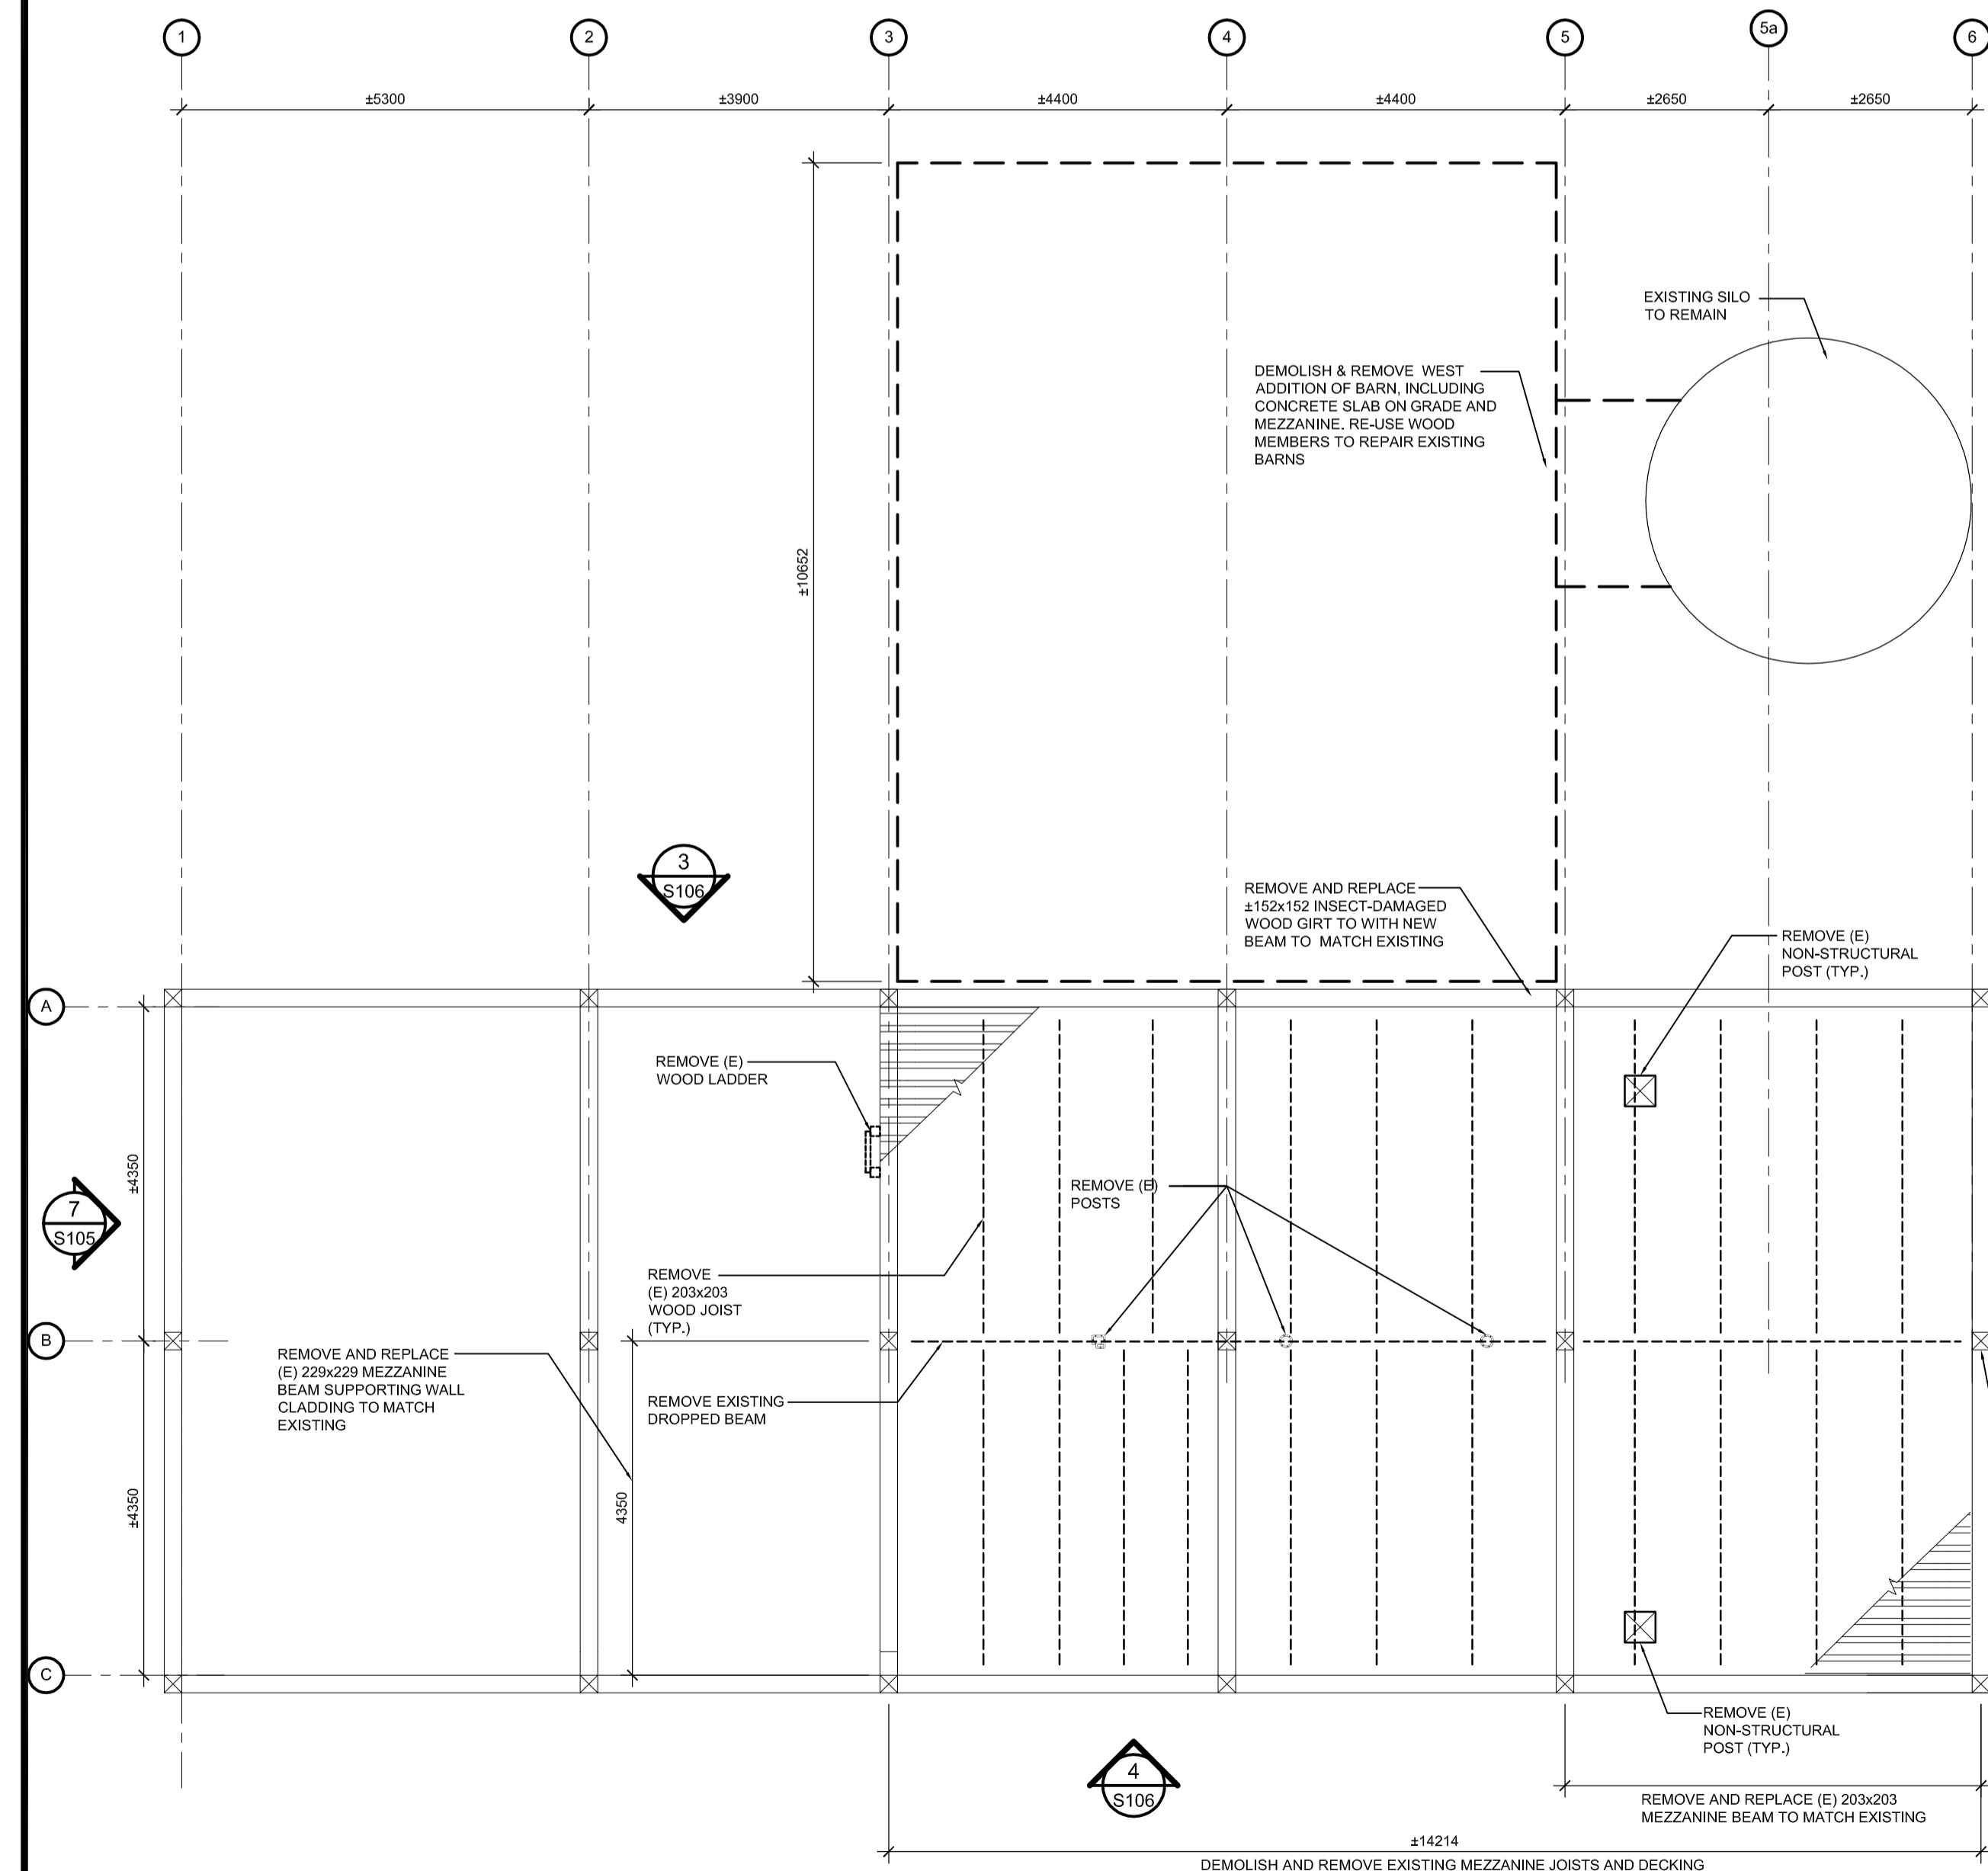 1
2
3
4
5
5a
6
±5300
±3900
±4400
±4400
±2650
±2650
EXISTING SILO
TO REMAIN
DEMOLISH & REMOVE WEST
ADDITION OF BARN, INCLUDING
CONCRETE SLAB ON GRADE AND
MEZZANINE. RE-USE WOOD
MEMBERS TO REPAIR EXISTING
BARNS
±10652
3
S106
REMOVE AND REPLACE
±152x152 INSECT-DAMAGED
WOOD GIRT TO WITH NEW
BEAM TO MATCH EXISTING
REMOVE (E)
NON-STRUCTURAL
POST (TYP.)
A
REMOVE (E)
WOOD LADDER
±4350
7
S105
REMOVE (E)
POSTS
REMOVE
(E) 203x203
WOOD JOIST
(TYP.)
B
REMOVE AND REPLACE
(E) 229x229 MEZZANINE
BEAM SUPPORTING WALL
CLADDING TO MATCH
EXISTING
REMOVE EXISTING
DROPPED BEAM
±4350
4350
C
REMOVE (E)
NON-STRUCTURAL
POST (TYP.)
4
S106
REMOVE AND REPLACE (E) 203x203
MEZZANINE BEAM TO MATCH EXISTING
±14214
DEMOLISH AND REMOVE EXISTING MEZZANINE JOISTS AND DECKING